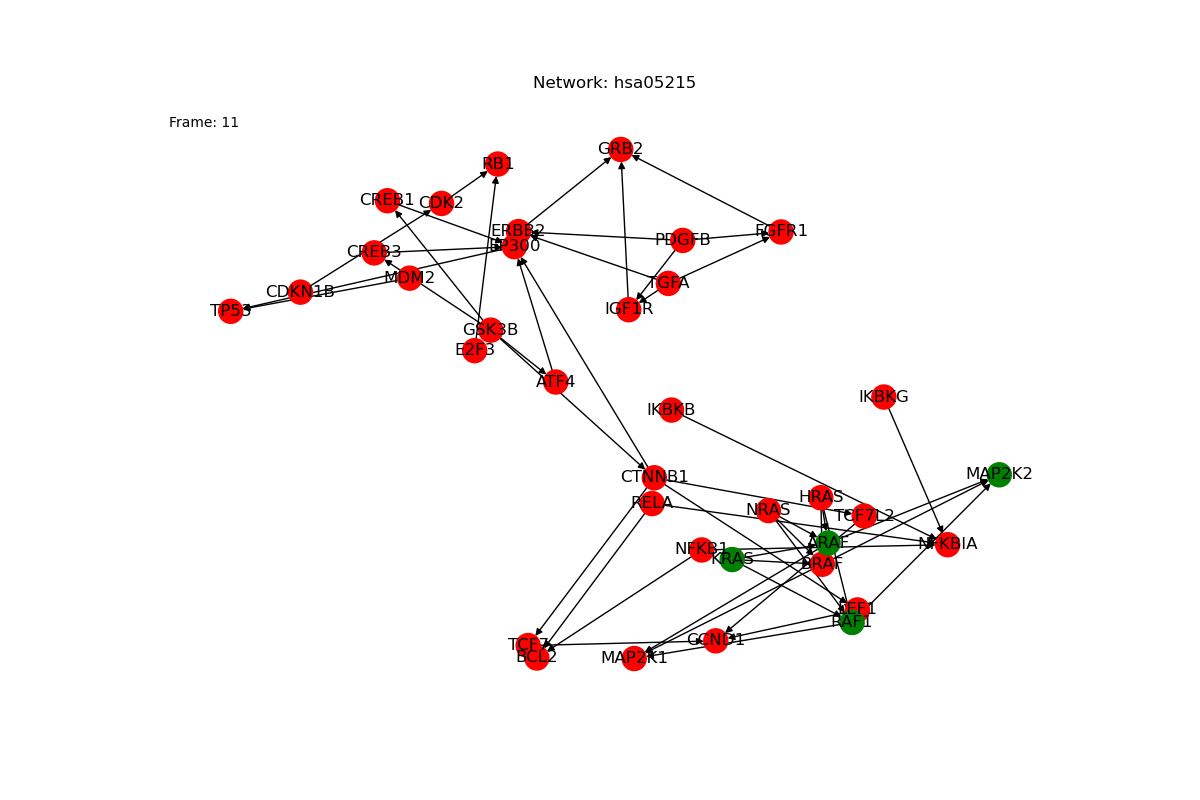 Network: hsa05215
Frame: 11
GRB2
RB1
CREB1
CDK2
ERBB2
FGFR1
PDGFB
EP300
CREB3
MDM2
TGFA
CDKN1B
IGF1R
TP53
GSK3B
E2F3
ATF4
IKBKG
IKBKB
MAP2K2
CTNNB1
HRAS
RELA
NRAS
TCF7L2
ARAF
NFKBIA
NFKB1
KRAS
BRAF
LEF1
RAF1
CCND1
TCF7
BCL2
MAP2K1